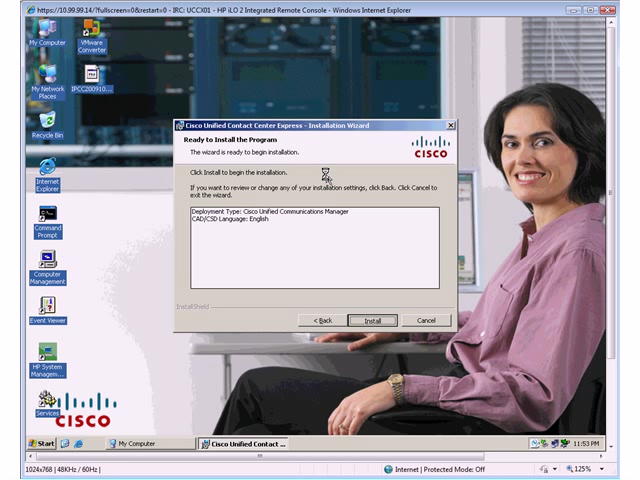 https://10.99.99.14/?fullscreen=0&restart=0 - IRC: UCCX01 - HP iLO 2 Integrated Remote Console - Windows Internet Explorer
My Computer
VMware Converter
My Network Places
IPCC200910...
Recycle Bin
Internet Explorer
Command Prompt
Computer Management
Event Viewer
HP System Managem...
Services
CISCO
Cisco Unified Contact Center Express - Installation Wizard
Ready to Install the Program
The wizard is ready to begin installation.
CISCO
Click Install to begin the installation.
If you want to review or change any of your installation settings, click Back. Click Cancel to
exit the wizard.
Deployment Type: Cisco Unified Communications Manager
CAD/CSD Language: English
InstallShield
< Back
Install
Cancel
Start
My Computer
Cisco Unified Contact ...
11:53 PM
1024x768 | 48KHz / 60Hz |
Internet | Protected Mode: Off
125%